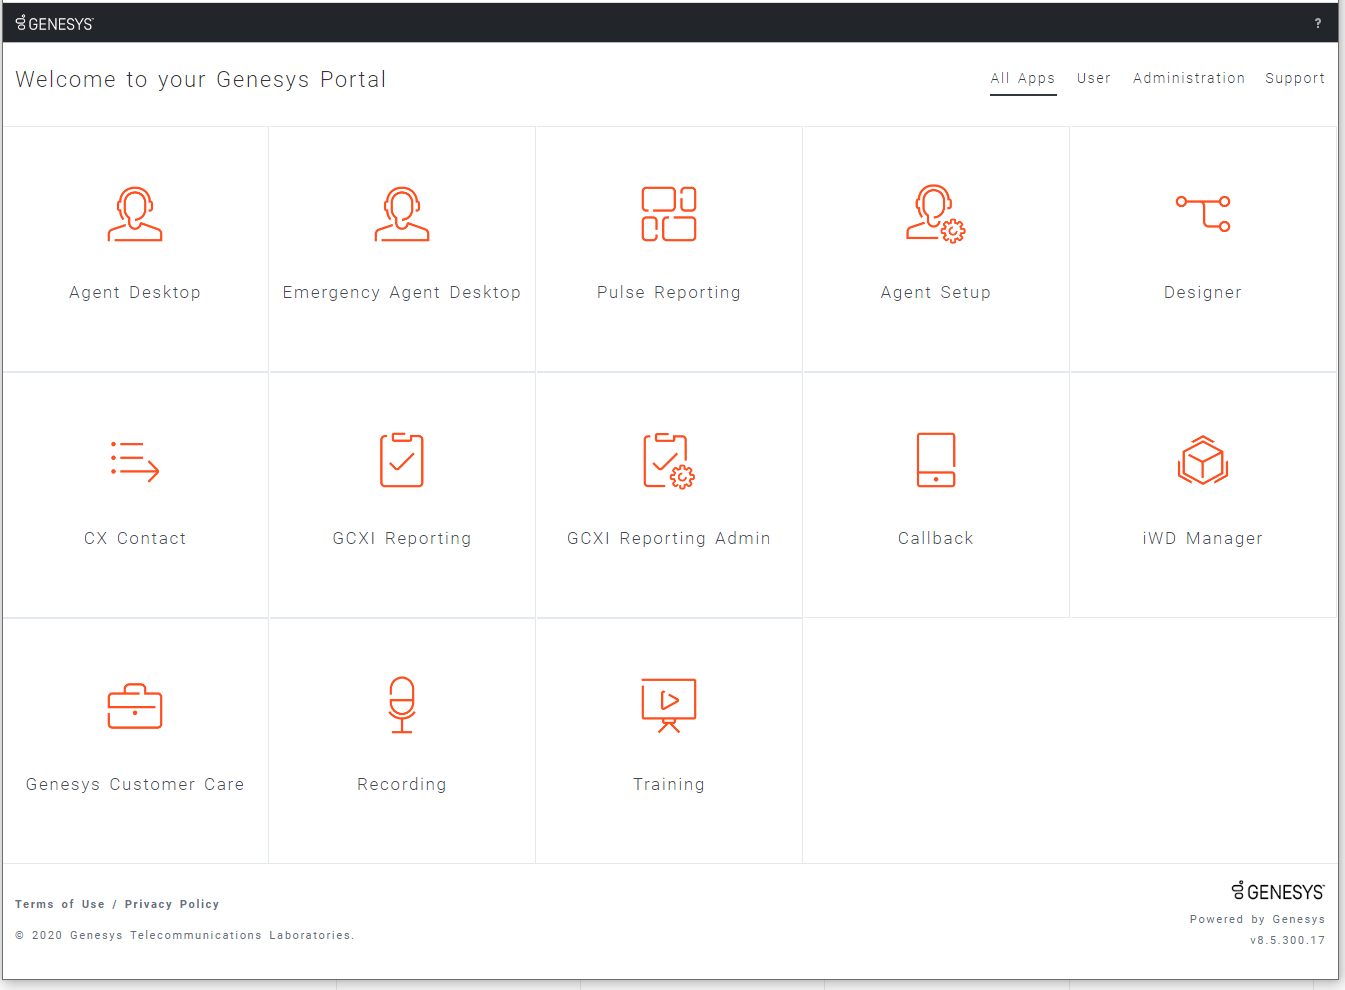 GENESYS
?
Welcome to your Genesys Portal
All Apps User Administration Support
Agent Desktop
Emergency Agent Desktop
Pulse Reporting
Agent Setup
Designer
CX Contact
GCXI Reporting
GCXI Reporting Admin
Callback
iWD Manager
Genesys Customer Care
Recording
Training
Terms of Use / Privacy Policy
© 2020 Genesys Telecommunications Laboratories.
GENESYS
Powered by Genesys
v8.5.300.17